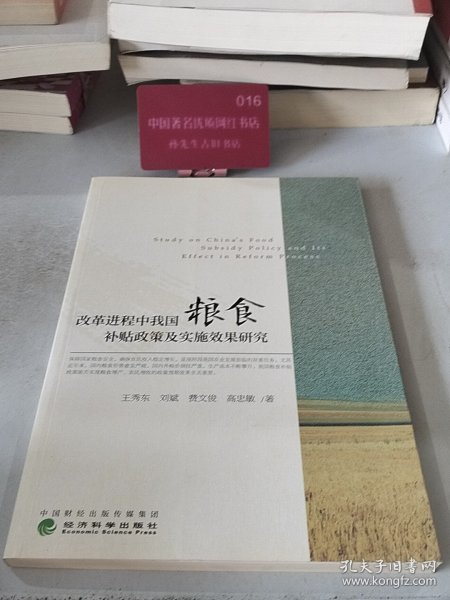 016
中国著名优质网红书店
孙先生古旧书店
Study on China's Food
Subsidy Policy and Its
Effect in Reform Process
改革进程中我国 粮食
补贴政策及实施效果研究
王秀东 刘斌 费文俊 高忠敏 / 著
中国财经出版传媒集团
经济科学出版社
Economic Science Press
孔夫子旧书网
www.kongfz.com